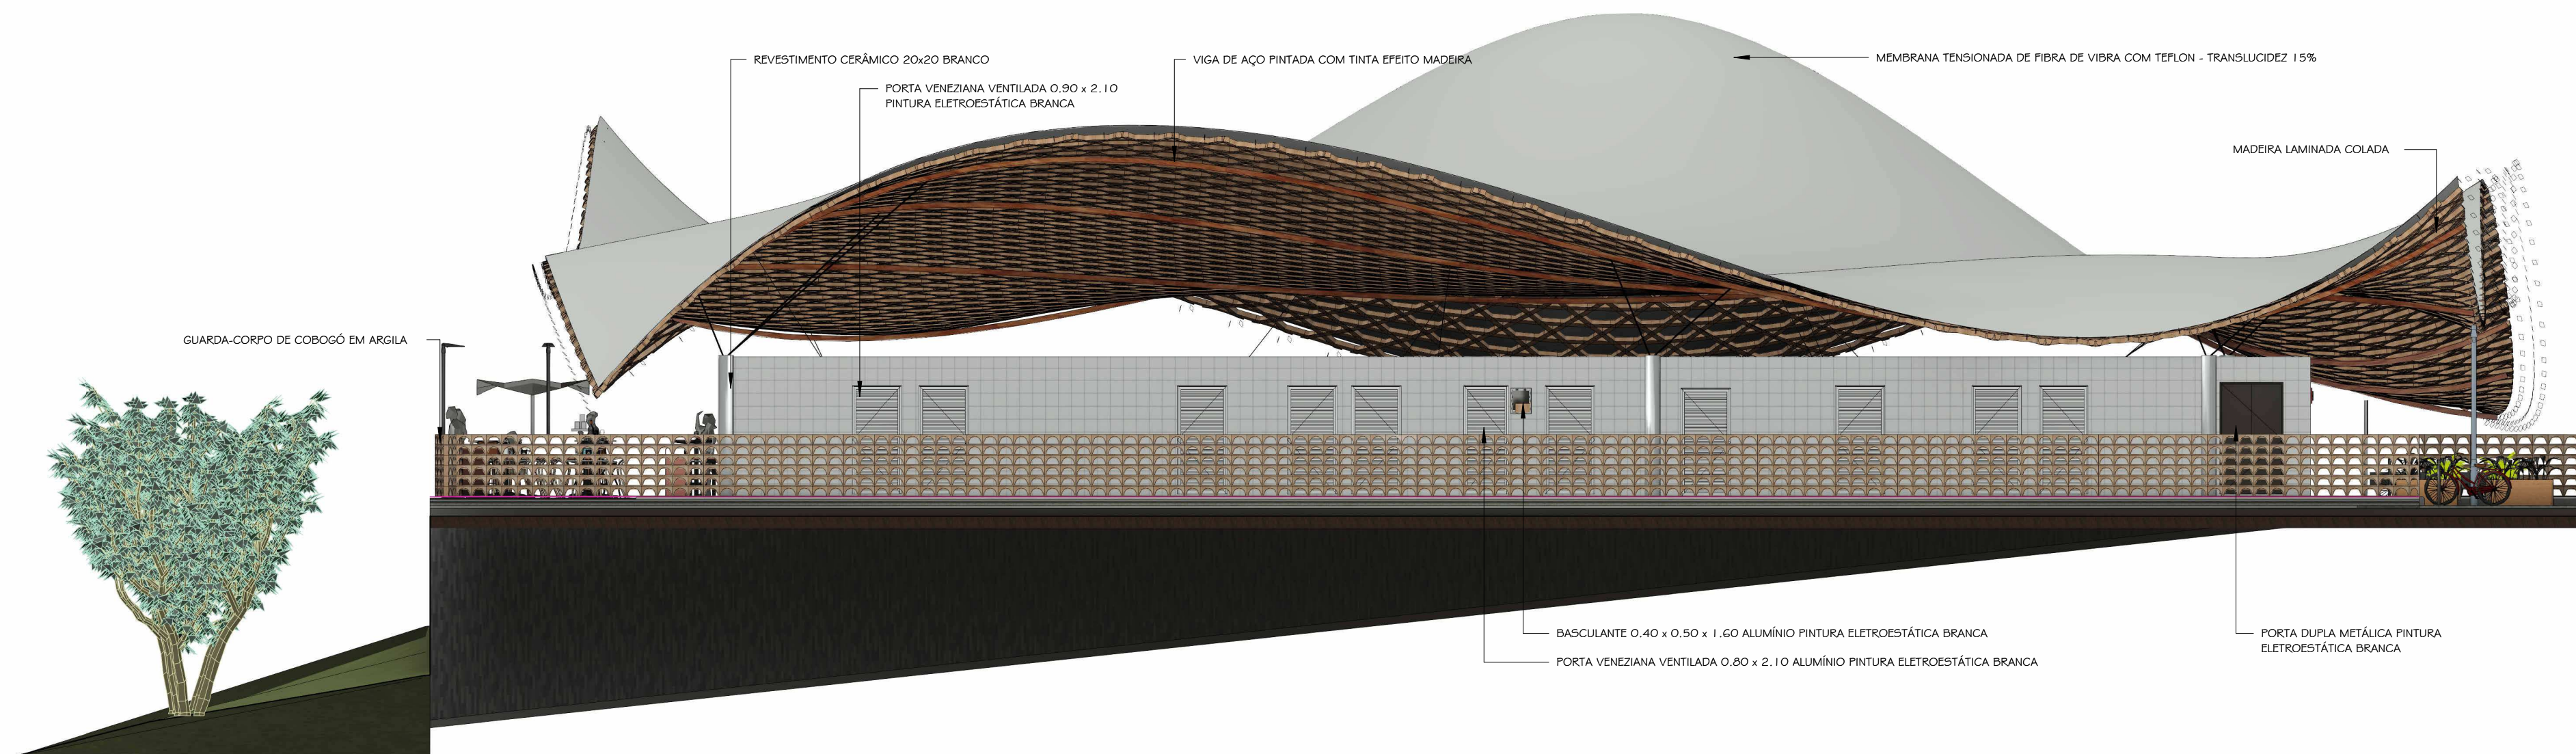 REVESTIMENTO CERÂMICO 20x20 BRANCO
VIGA DE AÇO PINTADA COM TINTA EFEITO MADEIRA
MEMBRANA TENSIONADA DE FIBRA DE VIBRA COM TEFLON - TRANSLUCIDEZ 15%
PORTA VENEZIANA VENTILADA 0.90 x 2.10
PINTURA ELETROESTÁTICA BRANCA
MADEIRA LAMINADA COLADA
GUARDA-CORPO DE COBOGÓ EM ARGILA
BASCULANTE 0.40 x 0.50 x 1.60 ALUMÍNIO PINTURA ELETROESTÁTICA BRANCA
PORTA VENEZIANA VENTILADA 0.80 x 2.10 ALUMÍNIO PINTURA ELETROESTÁTICA BRANCA
PORTA DUPLA METÁLICA PINTURA
ELETROESTÁTICA BRANCA